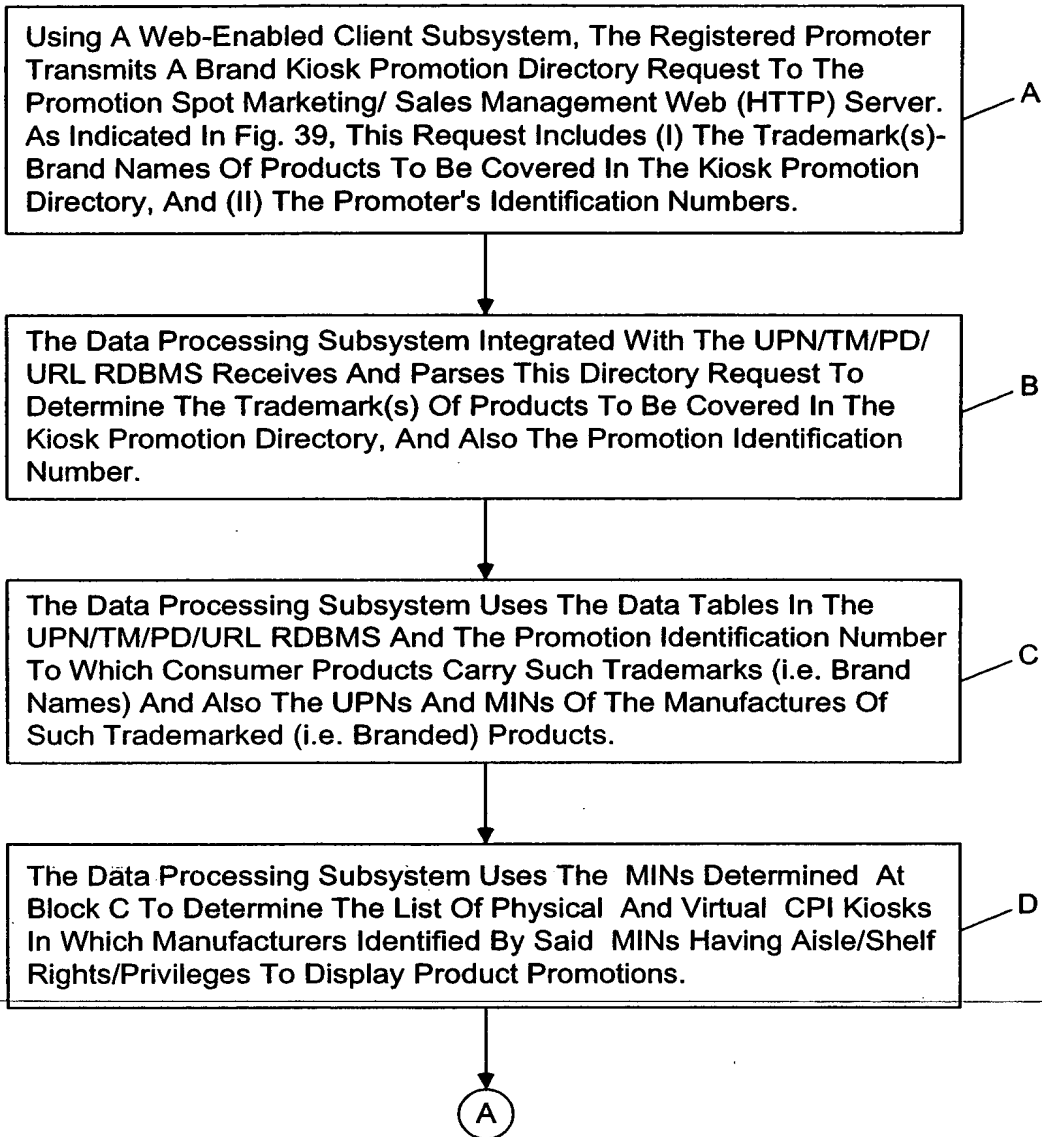 Using A Web-Enabled Client Subsystem, The Registered Promoter
Transmits A Brand Kiosk Promotion Directory Request To The
Promotion Spot Marketing/ Sales Management Web (HTTP) Server.
As Indicated In Fig. 39, This Request Includes (I) The Trademark(s)-
Brand Names Of Products To Be Covered In The Kiosk Promotion
Directory, And (II) The Promoter's Identification Numbers.
A
The Data Processing Subsystem Integrated With The UPN/TM/PD/
URL RDBMS Receives And Parses This Directory Request To
Determine The Trademark(s) Of Products To Be Covered In The
Kiosk Promotion Directory, And Also The Promotion Identification
Number.
B
The Data Processing Subsystem Uses The Data Tables In The
UPN/TM/PD/URL RDBMS And The Promotion Identification Number
To Which Consumer Products Carry Such Trademarks (i.e. Brand
Names) And Also The UPNs And MINs Of The Manufactures Of
Such Trademarked (i.e. Branded) Products.
C
The Data Processing Subsystem Uses The MINs Determined At
Block C To Determine The List Of Physical And Virtual CPI Kiosks
In Which Manufacturers Identified By Said MINs Having Aisle/Shelf
Rights/Privileges To Display Product Promotions.
D
A